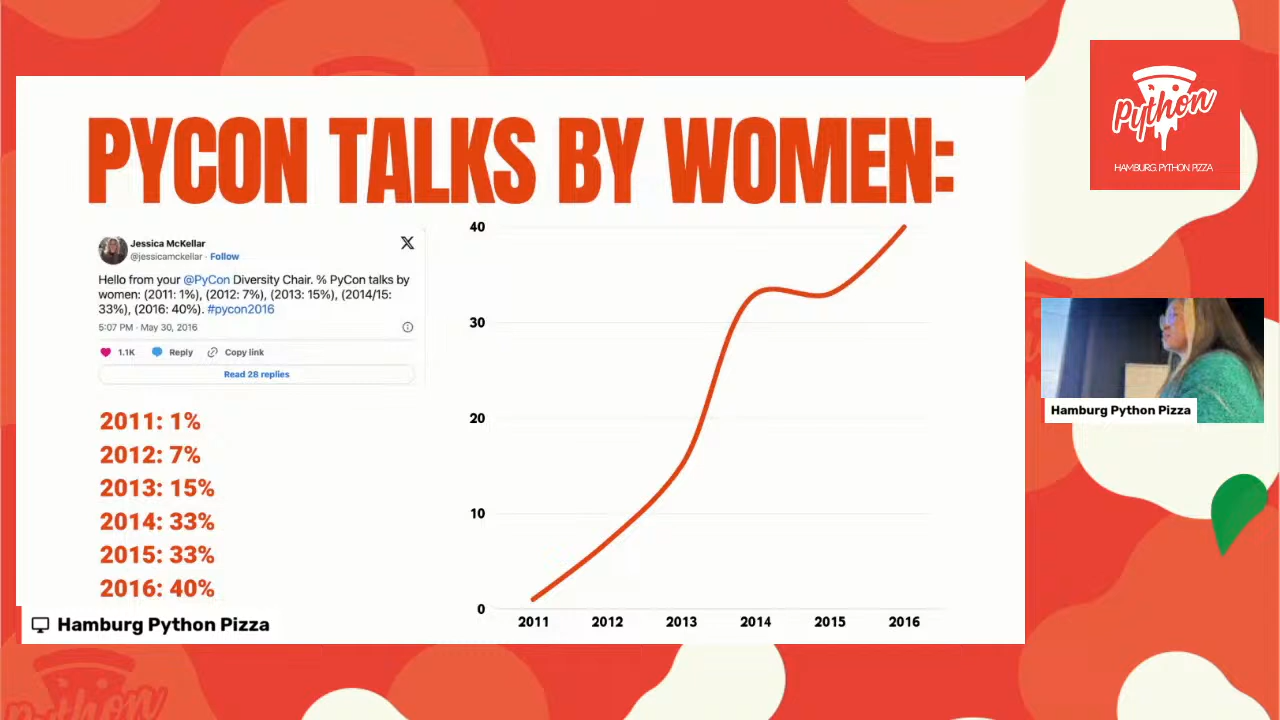 PYCON TALKS BY WOMEN:
Jessica McKellar
@jessicamckellar · Follow
Hello from your @PyCon Diversity Chair. % PyCon talks by
women: (2011: 1%), (2012: 7%), (2013: 15%), (2014/15:
33%), (2016: 40%). #pycon2016
5:07 PM · May 30, 2016
1.1K Reply Copy link
Read 28 replies
2011: 1%
2012: 7%
2013: 15%
2014: 33%
2015: 33%
2016: 40%
40
30
20
10
0
2011 2012 2013 2014 2015 2016
Hamburg Python Pizza
Python
HAMBURG PYTHON PIZZA
Hamburg Python Pizza
Python